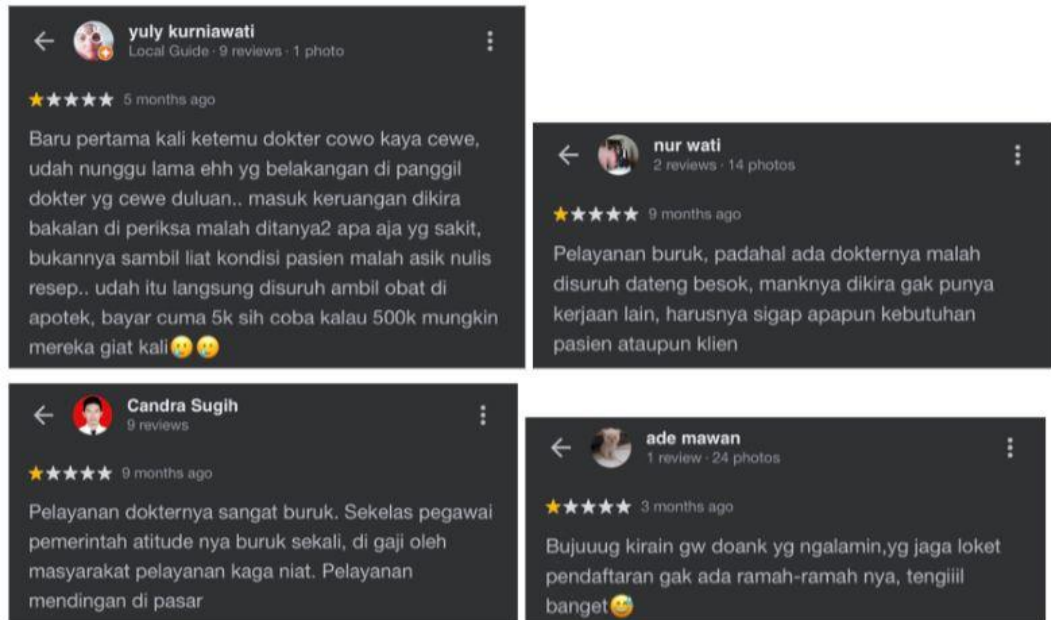 yuly kurniawati
Local Guide · 9 reviews · 1 photo
5 months ago
Baru pertama kali ketemu dokter cowo kaya cewe,
udah nunggu lama ehh yg belakangan di panggil
dokter yg cewe duluan.. masuk keruangan dikira
bakalan di periksa malah ditanya2 apa aja yg sakit,
bukannya sambil liat kondisi pasien malah asik nulis
resep.. udah itu langsung disuruh ambil obat di
apotek, bayar cuma 5k sih coba kalau 500k mungkin
mereka giat kali🥲🥲
nur wati
2 reviews · 14 photos
9 months ago
Pelayanan buruk, padahal ada dokternya malah
disuruh dateng besok, manknya dikira gak punya
kerjaan lain, harusnya sigap apapun kebutuhan
pasien ataupun klien
Candra Sugih
9 reviews
9 months ago
Pelayanan dokternya sangat buruk. Sekelas pegawai
pemerintah atitude nya buruk sekali, di gaji oleh
masyarakat pelayanan kaga niat. Pelayanan
mendingan di pasar
ade mawan
1 review · 24 photos
3 months ago
Bujuuug kirain gw doank yg ngalamin,yg jaga loket
pendaftaran gak ada ramah-ramah nya, tengiiil
banget😅